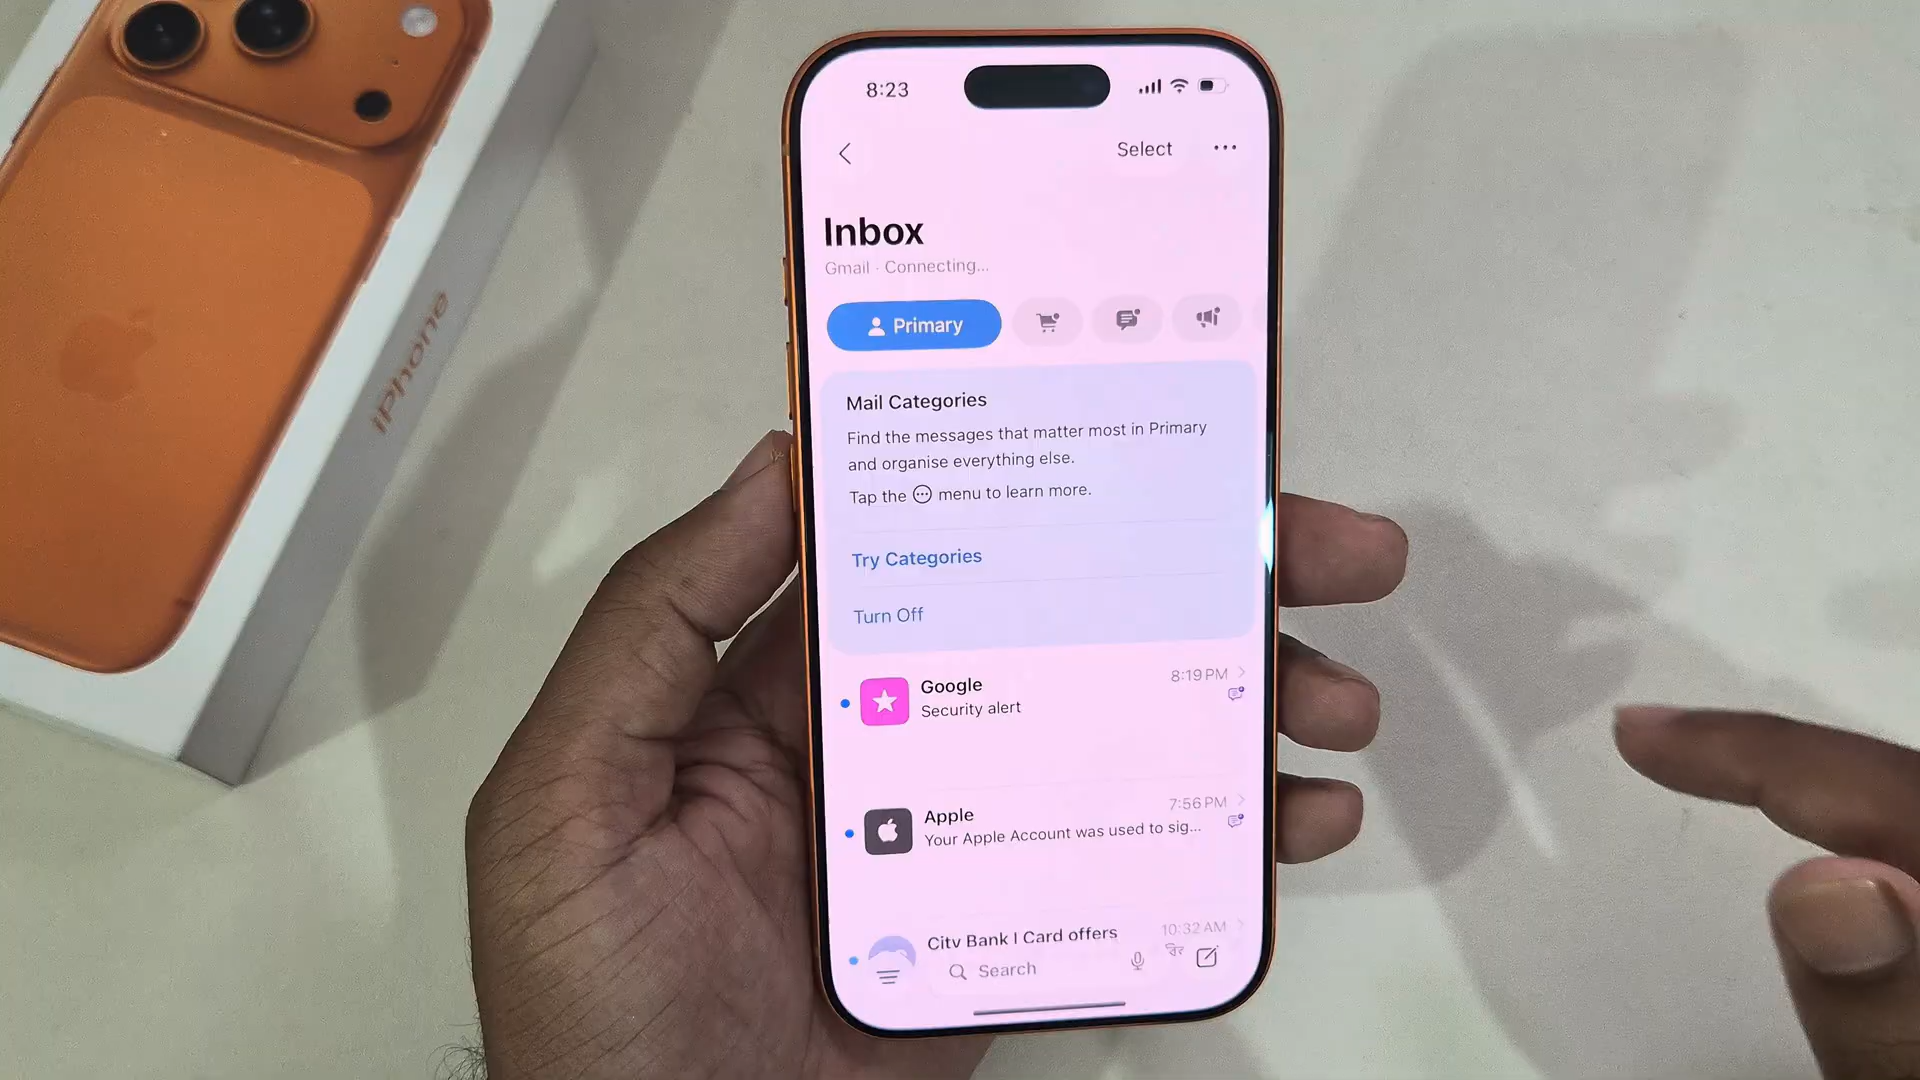 iPhone
8:23
Select
Inbox
Gmail · Connecting...
Primary
Mail Categories
Find the messages that matter most in Primary
and organise everything else.
Tap the menu to learn more.
Try Categories
Turn Off
Google
8:19 PM
Security alert
Apple
7:56 PM
Your Apple Account was used to sig...
City Bank | Card offers
10:32 AM
Search